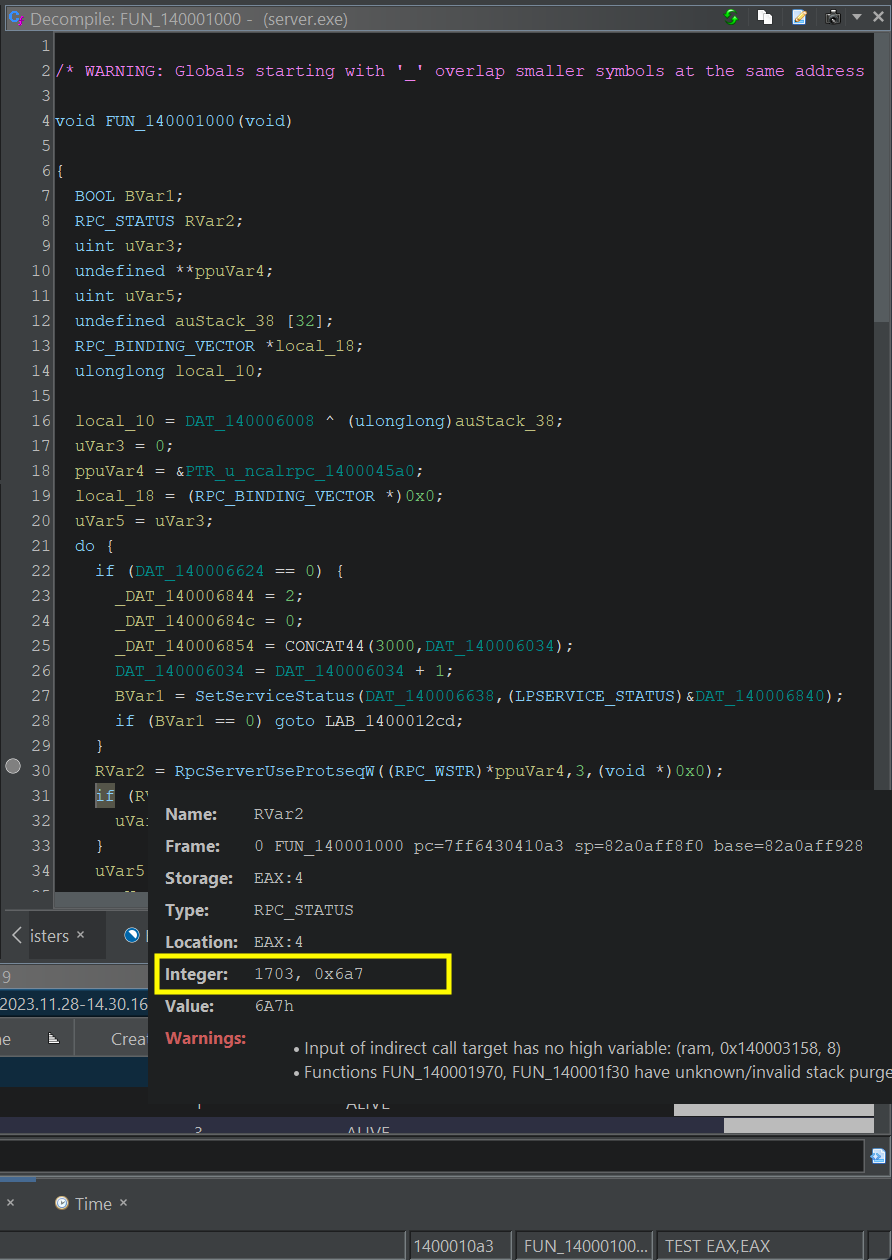 Decompile: FUN_140001000 - (server.exe)
1
2 /* WARNING: Globals starting with '_' overlap smaller symbols at the same address
3
4 void FUN_140001000(void)
5
6 {
7 BOOL BVar1;
8 RPC_STATUS RVar2;
9 uint uVar3;
10 undefined **ppuVar4;
11 uint uVar5;
12 undefined auStack_38 [32];
13 RPC_BINDING_VECTOR *local_18;
14 ulonglong local_10;
15
16 local_10 = DAT_140006008 ^ (ulonglong)auStack_38;
17 uVar3 = 0;
18 ppuVar4 = &PTR_u_ncalrpc_1400045a0;
19 local_18 = (RPC_BINDING_VECTOR *)0x0;
20 uVar5 = uVar3;
21 do {
22 if (DAT_140006624 == 0) {
23 _DAT_140006844 = 2;
24 _DAT_14000684c = 0;
25 _DAT_140006854 = CONCAT44(3000,DAT_140006034);
26 DAT_140006034 = DAT_140006034 + 1;
27 BVar1 = SetServiceStatus(DAT_140006638,(LPSERVICE_STATUS)&DAT_140006840);
28 if (BVar1 == 0) goto LAB_1400012cd;
29 }
30 RVar2 = RpcServerUseProtseqW((RPC_WSTR)*ppuVar4,3,(void *)0x0);
31 if (RV
32 uVar
33 }
34 uVar5
Name: RVar2
Frame: 0 FUN_140001000 pc=7ff6430410a3 sp=82a0aff8f0 base=82a0aff928
Storage: EAX:4
Type: RPC_STATUS
Location: EAX:4
Integer: 1703, 0x6a7
Value: 6A7h
Warnings:
• Input of indirect call target has no high variable: (ram, 0x140003158, 8)
• Functions FUN_140001970, FUN_140001f30 have unknown/invalid stack purge
isters ×
9
2023.11.28-14.30.16
ne Creat
ALIVE
ALIVE
× Time ×
1400010a3 FUN_14000100... TEST EAX,EAX